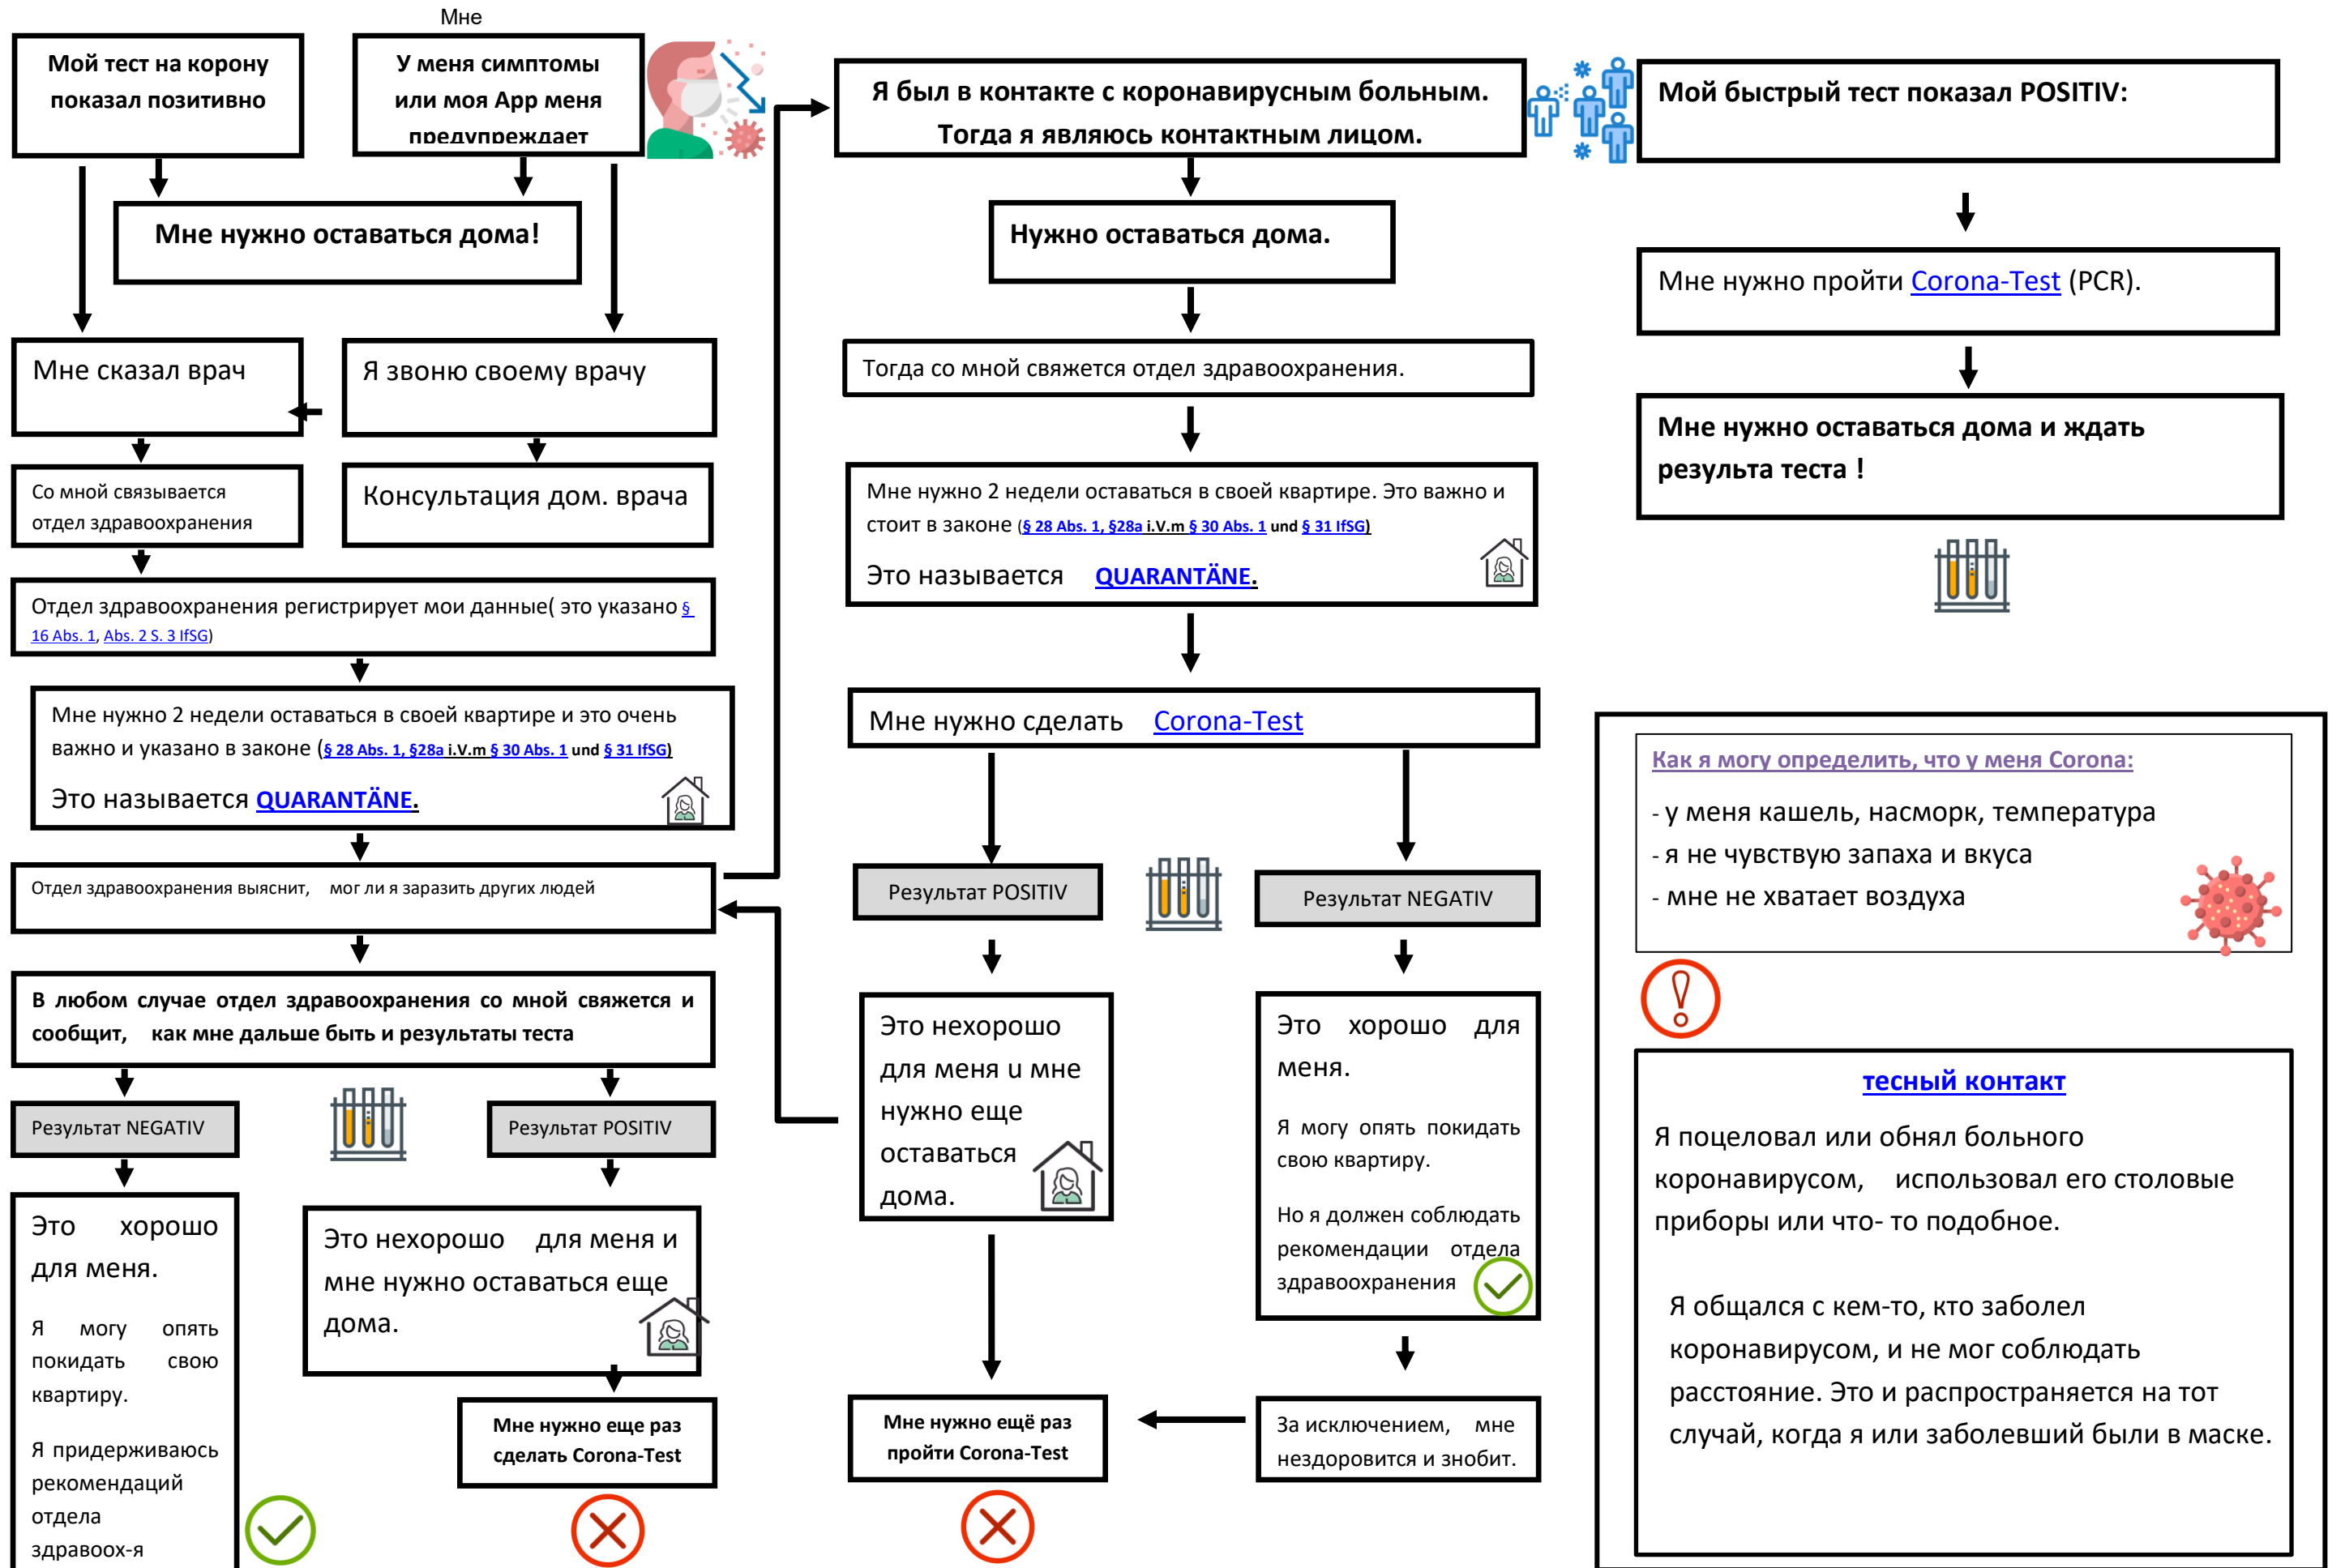 Мне
Мой тест на корону
показал позитивно
У меня симптомы
или моя App меня
предупреждает
Мне нужно оставаться дома!
Мне сказал врач
Я звоню своему врачу
Со мной связывается
отдел здравоохранения
Консультация дом. врача
Отдел здравоохранения регистрирует мои данные( это указано §
16 Abs. 1, Abs. 2 S. 3 IfSG)
Мне нужно 2 недели оставаться в своей квартире и это очень
важно и указано в законе (§ 28 Abs. 1, §28a i.V.m § 30 Abs. 1 und § 31 IfSG)
Это называется QUARANTÄNE.
Отдел здравоохранения выяснит, мог ли я заразить других людей
В любом случае отдел здравоохранения со мной свяжется и
сообщит, как мне дальше быть и результаты теста
Результат NEGATIV
Результат POSITIV
Это хорошо
для меня.
Я могу опять
покидать свою
квартиру.
Я придерживаюсь
рекомендаций
отдела
здравоох-я
Это нехорошо для меня и
мне нужно оставаться еще
дома.
Мне нужно еще раз
сделать Corona-Test
Я был в контакте с коронавирусным больным.
Тогда я являюсь контактным лицом.
Нужно оставаться дома.
Тогда со мной свяжется отдел здравоохранения.
Мне нужно 2 недели оставаться в своей квартире. Это важно и
стоит в законе (§ 28 Abs. 1, §28a i.V.m § 30 Abs. 1 und § 31 IfSG)
Это называется QUARANTÄNE.
Мне нужно сделать Corona-Test
Результат POSITIV
Результат NEGATIV
Это нехорошо
для меня и мне
нужно еще
оставаться
дома.
Это хорошо для
меня.
Я могу опять покидать
свою квартиру.
Но я должен соблюдать
рекомендации отдела
здравоохранения
Мне нужно ещё раз
пройти Corona-Test
За исключением, мне
нездоровится и знобит.
Мой быстрый тест показал POSITIV:
Мне нужно пройти Corona-Test (PCR).
Мне нужно оставаться дома и ждать
результа теста !
Как я могу определить, что у меня Corona:
- у меня кашель, насморк, температура
- я не чувствую запаха и вкуса
- мне не хватает воздуха
тесный контакт
Я поцеловал или обнял больного
коронавирусом, использовал его столовые
приборы или что- то подобное.
Я общался с кем-то, кто заболел
коронавирусом, и не мог соблюдать
расстояние. Это и распространяется на тот
случай, когда я или заболевший были в маске.